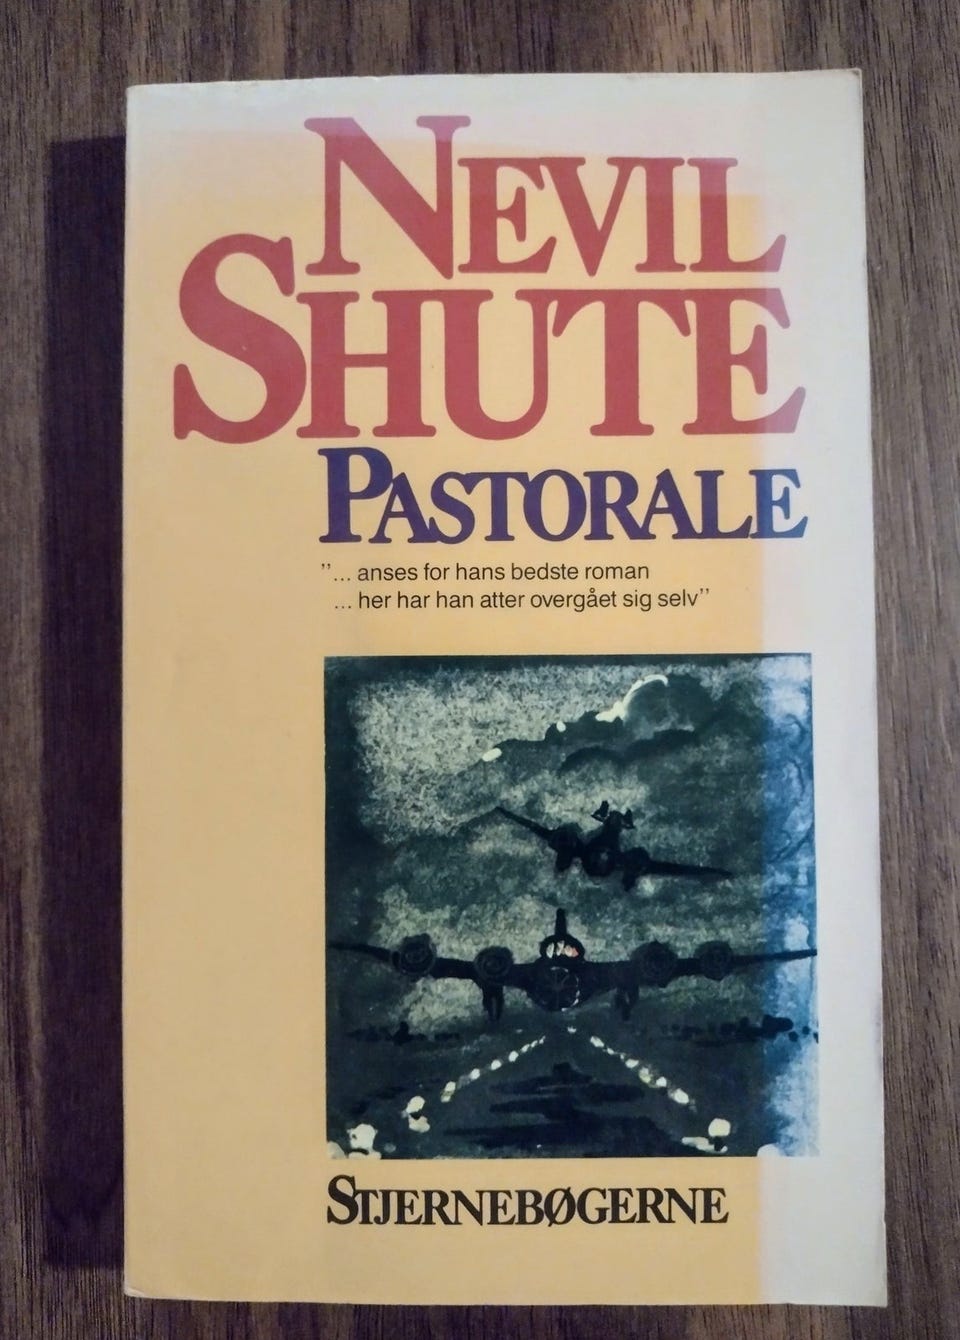 NEVIL
SHUTE
PASTORALE
"... anses for hans bedste roman
... her har han atter overgået sig selv"
STJERNEBØGERNE